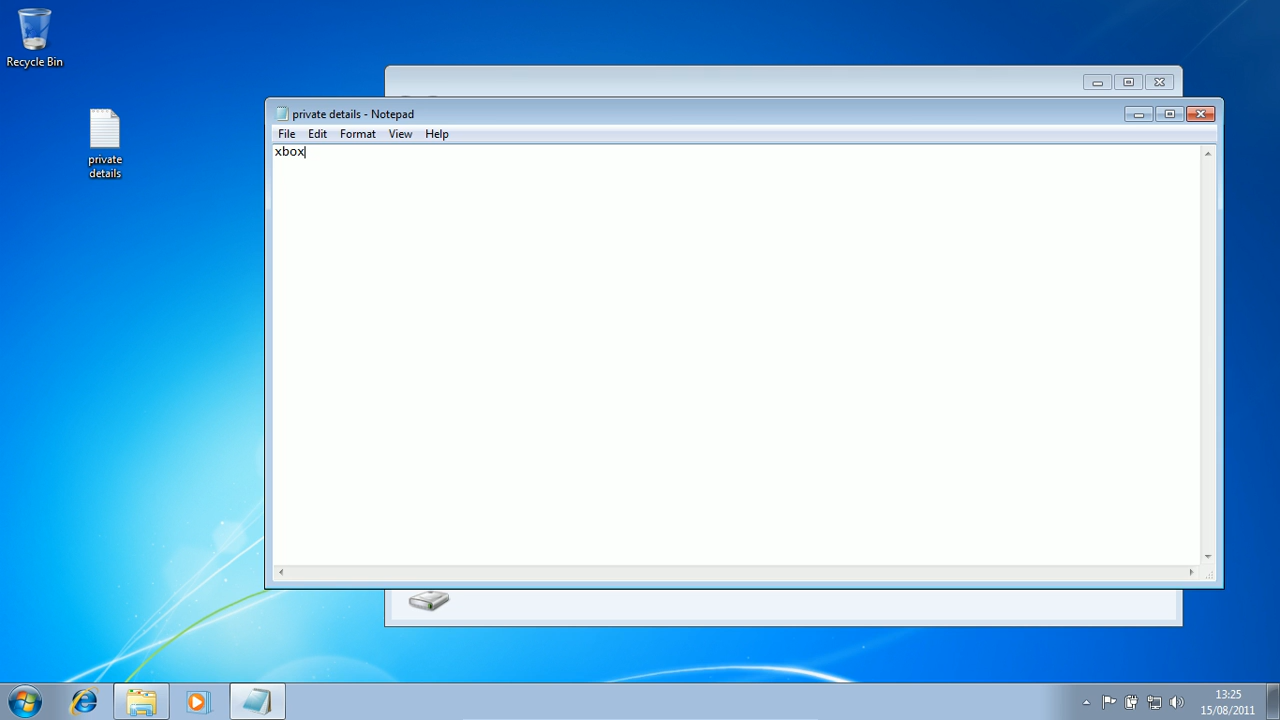 Recycle Bin
private
details
private details - Notepad
File Edit Format View Help
xbox
13:25
15/08/2011